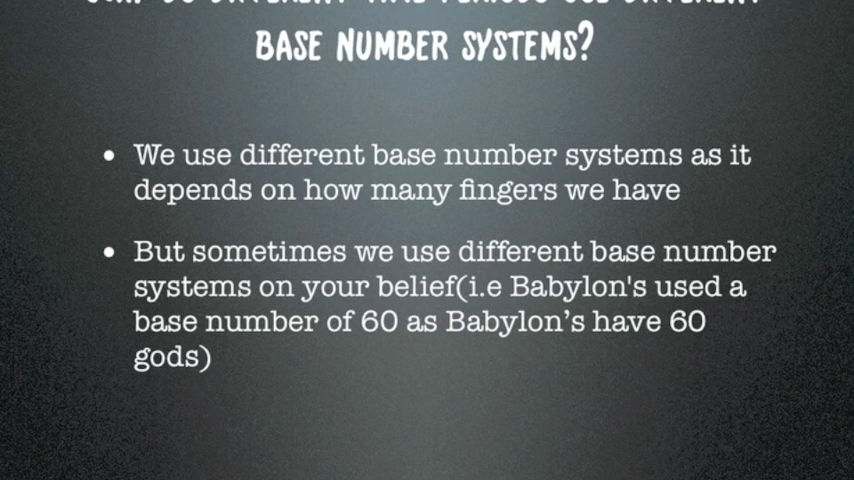 BASE NUMBER SYSTEMS?
• We use different base number systems as it
depends on how many fingers we have
• But sometimes we use different base number
systems on your belief(i.e Babylon's used a
base number of 60 as Babylon’s have 60
gods)